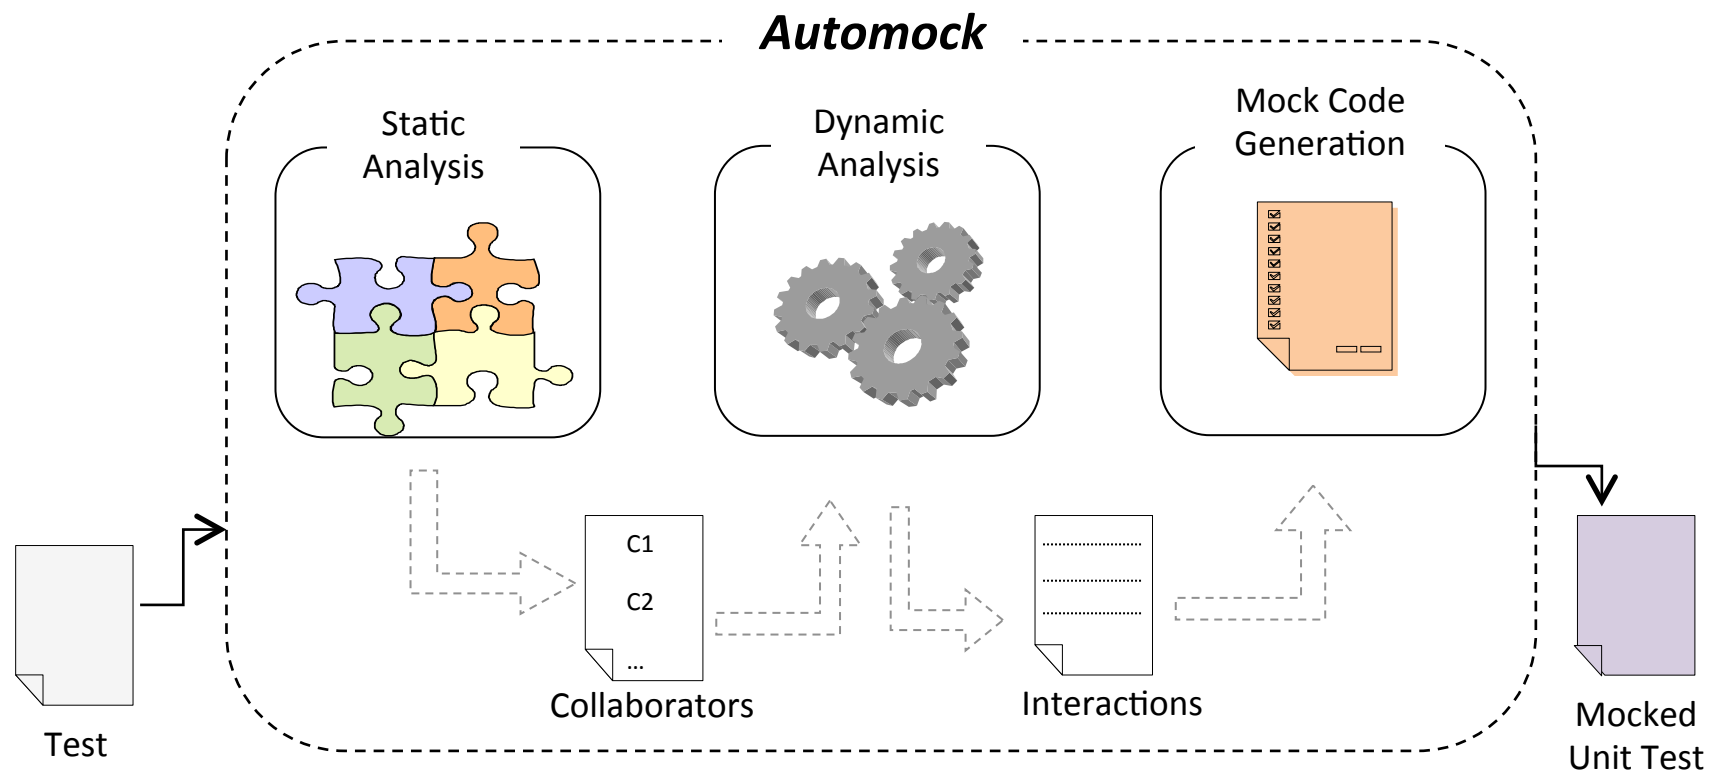 Automock
Static
Analysis
Dynamic
Analysis
Mock Code
Generation
C1
C2
...
Collaborators
Interactions
Test
Mocked
Unit Test